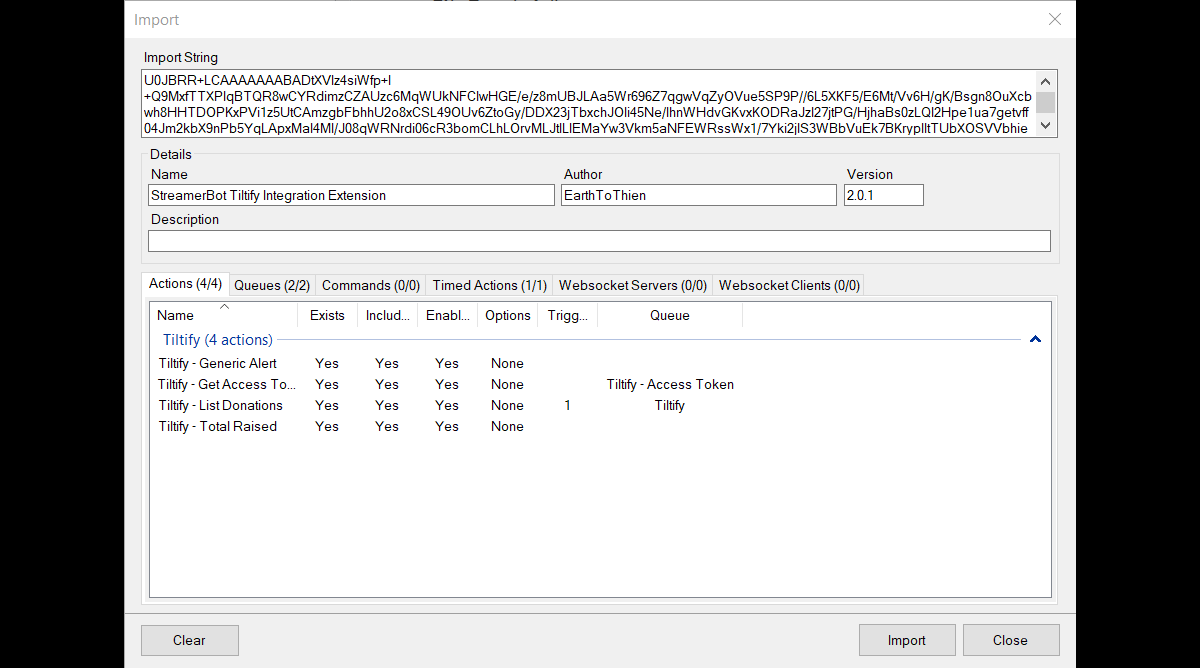 Import
Import String
U0JBRR+LCAAAAAAABADtXVlz4siWfp+I
+Q9MxfTTXPIqBTQR8wCYRdimzCZAUzc6MqWUkNFCIwHGE/e/z8mUBJLAa5Wr696Z7qgwVqZyOVue5SP9P//6L5XKF5/E6Mt/Vv6H/gK/Bsgn8OuXcb
wh8HHTDOPKxPVi1z5UtCAmzgbFbhhU2o8xCSL49OUv6ZtoGy/DDX23jTbxchJOli45Ne/lhnWHdvGKvxKODRaJzl27jtPG/HjhaBs0zLQl2Hpe1ua7getvff
04Jm2kbX9nPb5YqLApxMal4Ml/J08qWRNrdi06cR3bomCLhLOrvMLJtlLlEMaYw3Vkm5aNFEWRssWx1/7Yki2jlS3WBbVuEk7BKryplltTUbXOSVVbhie
Details
Name
Author
Version
StreamerBot Tiltify Integration Extension
EarthToThien
2.0.1
Description
Actions (4/4)
Queues (2/2)
Commands (0/0)
Timed Actions (1/1)
Websocket Servers (0/0)
Websocket Clients (0/0)
Name Exists Includ... Enabl... Options Trigg... Queue
Tiltify (4 actions)
Tiltify - Generic Alert Yes Yes Yes None
Tiltify - Get Access To... Yes Yes Yes None Tiltify - Access Token
Tiltify - List Donations Yes Yes Yes None 1 Tiltify
Tiltify - Total Raised Yes Yes Yes None
Clear
Import
Close